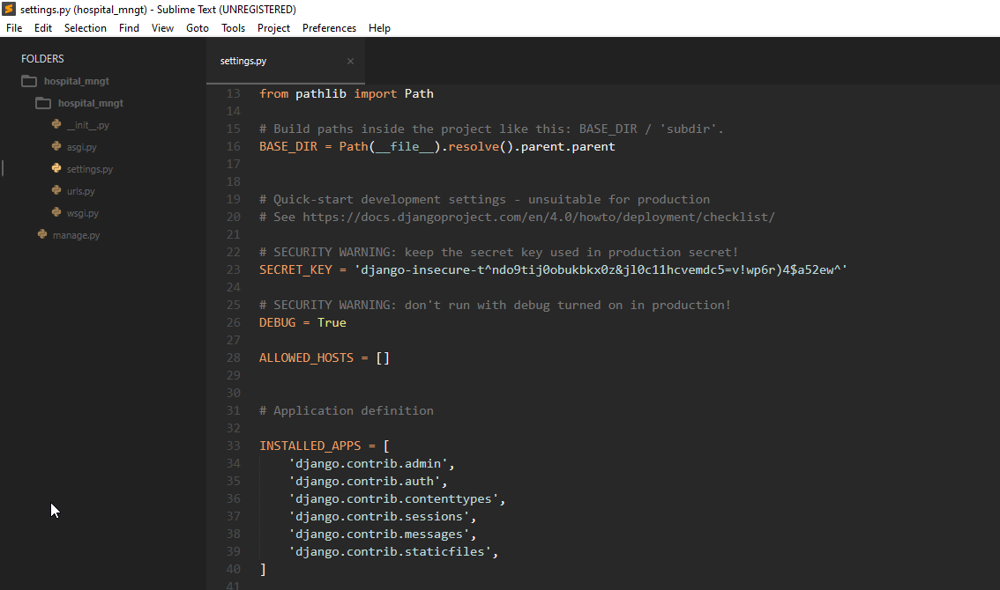 settings.py (hospital_mngt) - Sublime Text (UNREGISTERED)
File Edit Selection Find View Goto Tools Project Preferences Help
FOLDERS
hospital_mngt
hospital_mngt
__init__.py
asgi.py
settings.py
urls.py
wsgi.py
manage.py
settings.py ×
13 from pathlib import Path
14
15 # Build paths inside the project like this: BASE_DIR / 'subdir'.
16 BASE_DIR = Path(__file__).resolve().parent.parent
17
18
19 # Quick-start development settings - unsuitable for production
20 # See https://docs.djangoproject.com/en/4.0/howto/deployment/checklist/
21
22 # SECURITY WARNING: keep the secret key used in production secret!
23 SECRET_KEY = 'django-insecure-t^ndo9tij0obukbkx0z&jl0c11hcvemdc5=v!wp6r)4$a52ew^'
24
25 # SECURITY WARNING: don't run with debug turned on in production!
26 DEBUG = True
27
28 ALLOWED_HOSTS = []
29
30
31 # Application definition
32
33 INSTALLED_APPS = [
34     'django.contrib.admin',
35     'django.contrib.auth',
36     'django.contrib.contenttypes',
37     'django.contrib.sessions',
38     'django.contrib.messages',
39     'django.contrib.staticfiles',
40 ]
41